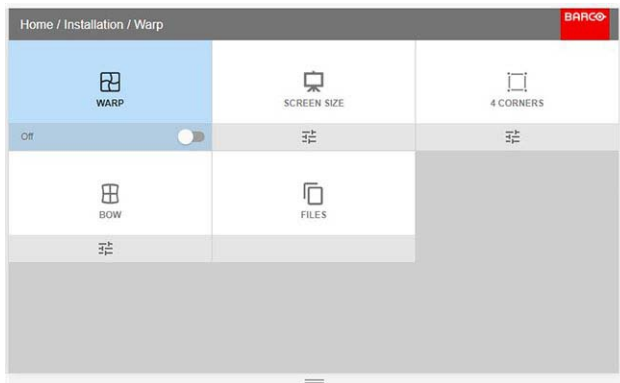 Home / Installation / Warp
BARCO
WARP
SCREEN SIZE
4 CORNERS
Off
BOW
FILES